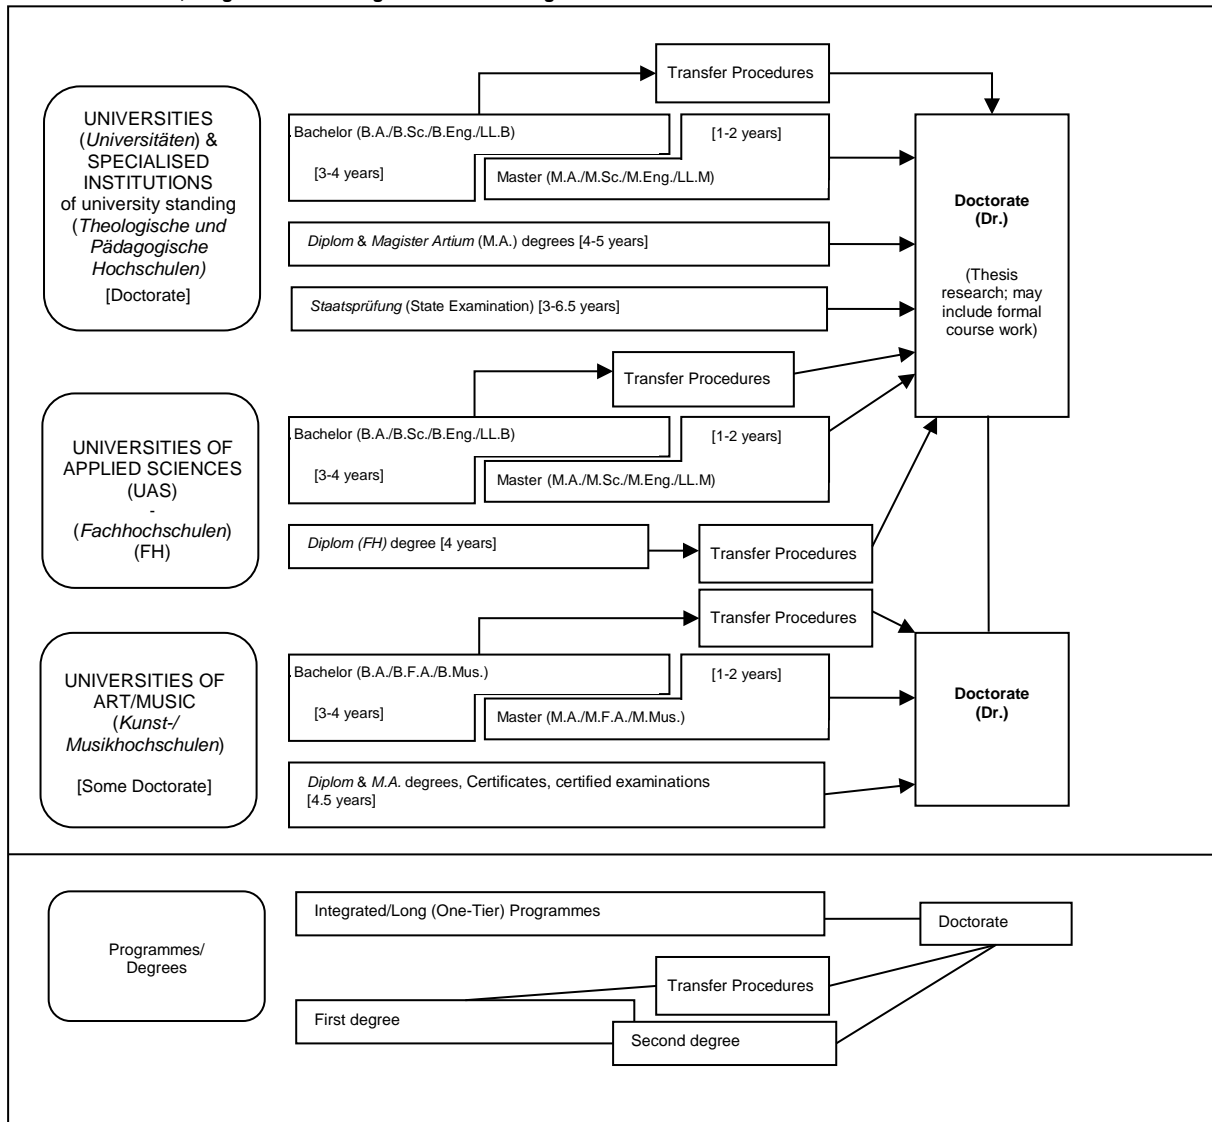 Transfer Procedures
UNIVERSITIES
(Universitäten) &
SPECIALISED
INSTITUTIONS
of university standing
(Theologische und
Pädagogische
Hochschulen)
[Doctorate]
Bachelor (B.A./B.Sc./B.Eng./LL.B)
[3-4 years]
[1-2 years]
Master (M.A./M.Sc./M.Eng./LL.M)
Diplom & Magister Artium (M.A.) degrees [4-5 years]
Staatsprüfung (State Examination) [3-6.5 years]
Doctorate
(Dr.)
(Thesis
research; may
include formal
course work)
Transfer Procedures
UNIVERSITIES OF
APPLIED SCIENCES
(UAS)
-
(Fachhochschulen)
(FH)
Bachelor (B.A./B.Sc./B.Eng./LL.B)
[3-4 years]
[1-2 years]
Master (M.A./M.Sc./M.Eng./LL.M)
Diplom (FH) degree [4 years]
Transfer Procedures
Transfer Procedures
UNIVERSITIES OF
ART/MUSIC
(Kunst-/
Musikhochschulen)
[Some Doctorate]
Bachelor (B.A./B.F.A./B.Mus.)
[3-4 years]
[1-2 years]
Master (M.A./M.F.A./M.Mus.)
Diplom & M.A. degrees, Certificates, certified examinations
[4.5 years]
Doctorate
(Dr.)
Programmes/
Degrees
Integrated/Long (One-Tier) Programmes
Doctorate
Transfer Procedures
First degree
Second degree